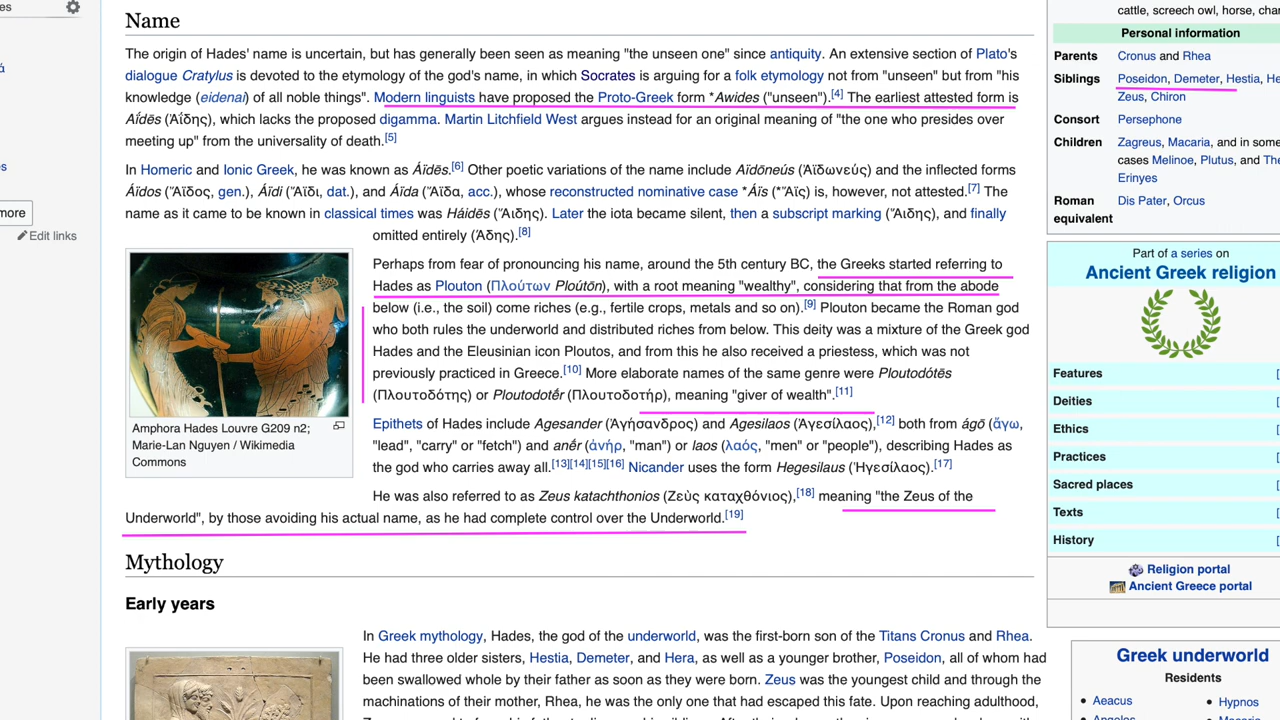 es
ά
s
more
Edit links
Name
The origin of Hades' name is uncertain, but has generally been seen as meaning "the unseen one" since antiquity. An extensive section of Plato's
dialogue Cratylus is devoted to the etymology of the god's name, in which Socrates is arguing for a folk etymology not from "unseen" but from "his
knowledge (eidenai) of all noble things". Modern linguists have proposed the Proto-Greek form *Awides ("unseen").[4] The earliest attested form is
Aḯdēs (Ἀΐδης), which lacks the proposed digamma. Martin Litchfield West argues instead for an original meaning of "the one who presides over
meeting up" from the universality of death.[5]
In Homeric and Ionic Greek, he was known as Áïdēs.[6] Other poetic variations of the name include Aïdōneús (Ἀϊδωνεύς) and the inflected forms
Áïdos (Ἄϊδος, gen.), Áïdi (Ἄϊδι, dat.), and Áïda (Ἄϊδα, acc.), whose reconstructed nominative case *Áïs (*Ἄϊς) is, however, not attested.[7] The
name as it came to be known in classical times was Háidēs (Ἅιδης). Later the iota became silent, then a subscript marking (ᾍδης), and finally
omitted entirely (Άδης).[8]
Perhaps from fear of pronouncing his name, around the 5th century BC, the Greeks started referring to
Hades as Plouton (Πλούτων Ploútōn), with a root meaning "wealthy", considering that from the abode
below (i.e., the soil) come riches (e.g., fertile crops, metals and so on).[9] Plouton became the Roman god
who both rules the underworld and distributed riches from below. This deity was a mixture of the Greek god
Hades and the Eleusinian icon Ploutos, and from this he also received a priestess, which was not
previously practiced in Greece.[10] More elaborate names of the same genre were Ploutodótēs
(Πλουτοδότης) or Ploutodotḗr (Πλουτοδοτήρ), meaning "giver of wealth".[11]
Epithets of Hades include Agesander (Ἀγήσανδρος) and Agesilaos (Ἀγεσίλαος),[12] both from ágō (ἄγω,
"lead", "carry" or "fetch") and anḗr (ἀνήρ, "man") or laos (λαός, "men" or "people"), describing Hades as
the god who carries away all.[13][14][15][16] Nicander uses the form Hegesilaus (Ἡγεσίλαος).[17]
He was also referred to as Zeus katachthonios (Ζεὺς καταχθόνιος),[18] meaning "the Zeus of the
Underworld", by those avoiding his actual name, as he had complete control over the Underworld.[19]
Amphora Hades Louvre G209 n2;
Marie-Lan Nguyen / Wikimedia
Commons
Mythology
Early years
In Greek mythology, Hades, the god of the underworld, was the first-born son of the Titans Cronus and Rhea.
He had three older sisters, Hestia, Demeter, and Hera, as well as a younger brother, Poseidon, all of whom had
been swallowed whole by their father as soon as they were born. Zeus was the youngest child and through the
machinations of their mother, Rhea, he was the only one that had escaped this fate. Upon reaching adulthood,
cattle, screech owl, horse, char
Personal information
Parents Cronus and Rhea
Siblings Poseidon, Demeter, Hestia, He
Zeus, Chiron
Consort Persephone
Children Zagreus, Macaria, and in some
cases Melinoe, Plutus, and The
Erinyes
Roman Dis Pater, Orcus
equivalent
Part of a series on
Ancient Greek religion
Features [
Deities [
Ethics [
Practices [
Sacred places [
Texts [
History [
Religion portal
Ancient Greece portal
Greek underworld
Residents
Aeacus
Hypnos